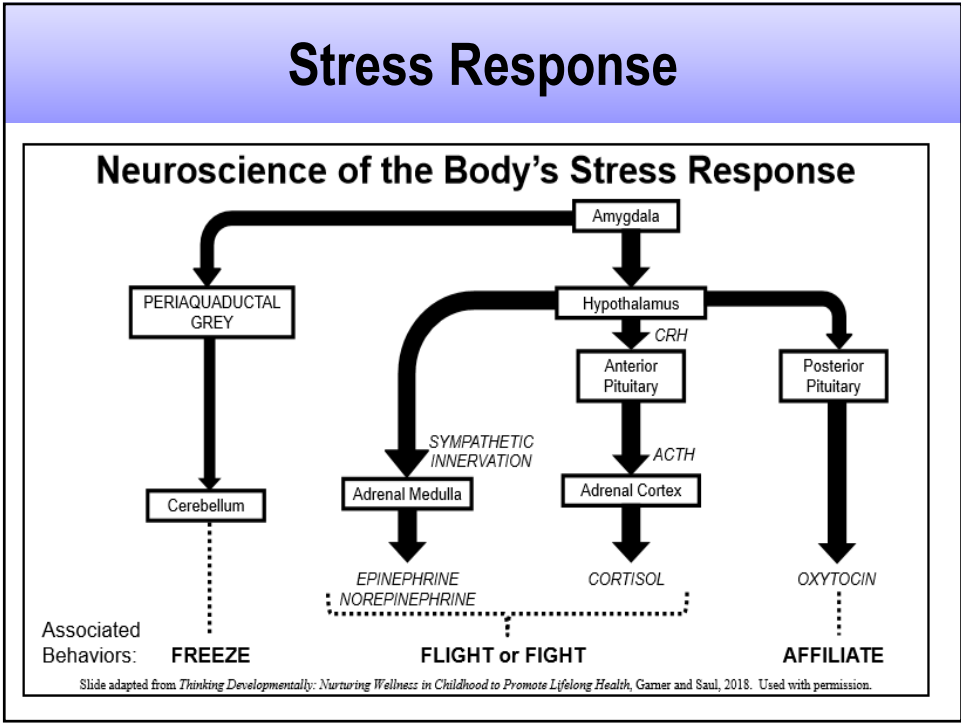 Stress Response
Neuroscience of the Body's Stress Response
Amygdala
PERIAQUADUCTAL
GREY
Hypothalamus
CRH
Anterior
Pituitary
Posterior
Pituitary
SYMPATHETIC
INNERVATION
ACTH
Adrenal Medulla
Adrenal Cortex
Cerebellum
EPINEPHRINE
NOREPINEPHRINE
CORTISOL
OXYTOCIN
Associated
Behaviors:
FREEZE
FLIGHT or FIGHT
AFFILIATE
Slide adapted from Thinking Developmentally: Nurturing Wellness in Childhood to Promote Lifelong Health, Garner and Saul, 2018. Used with permission.